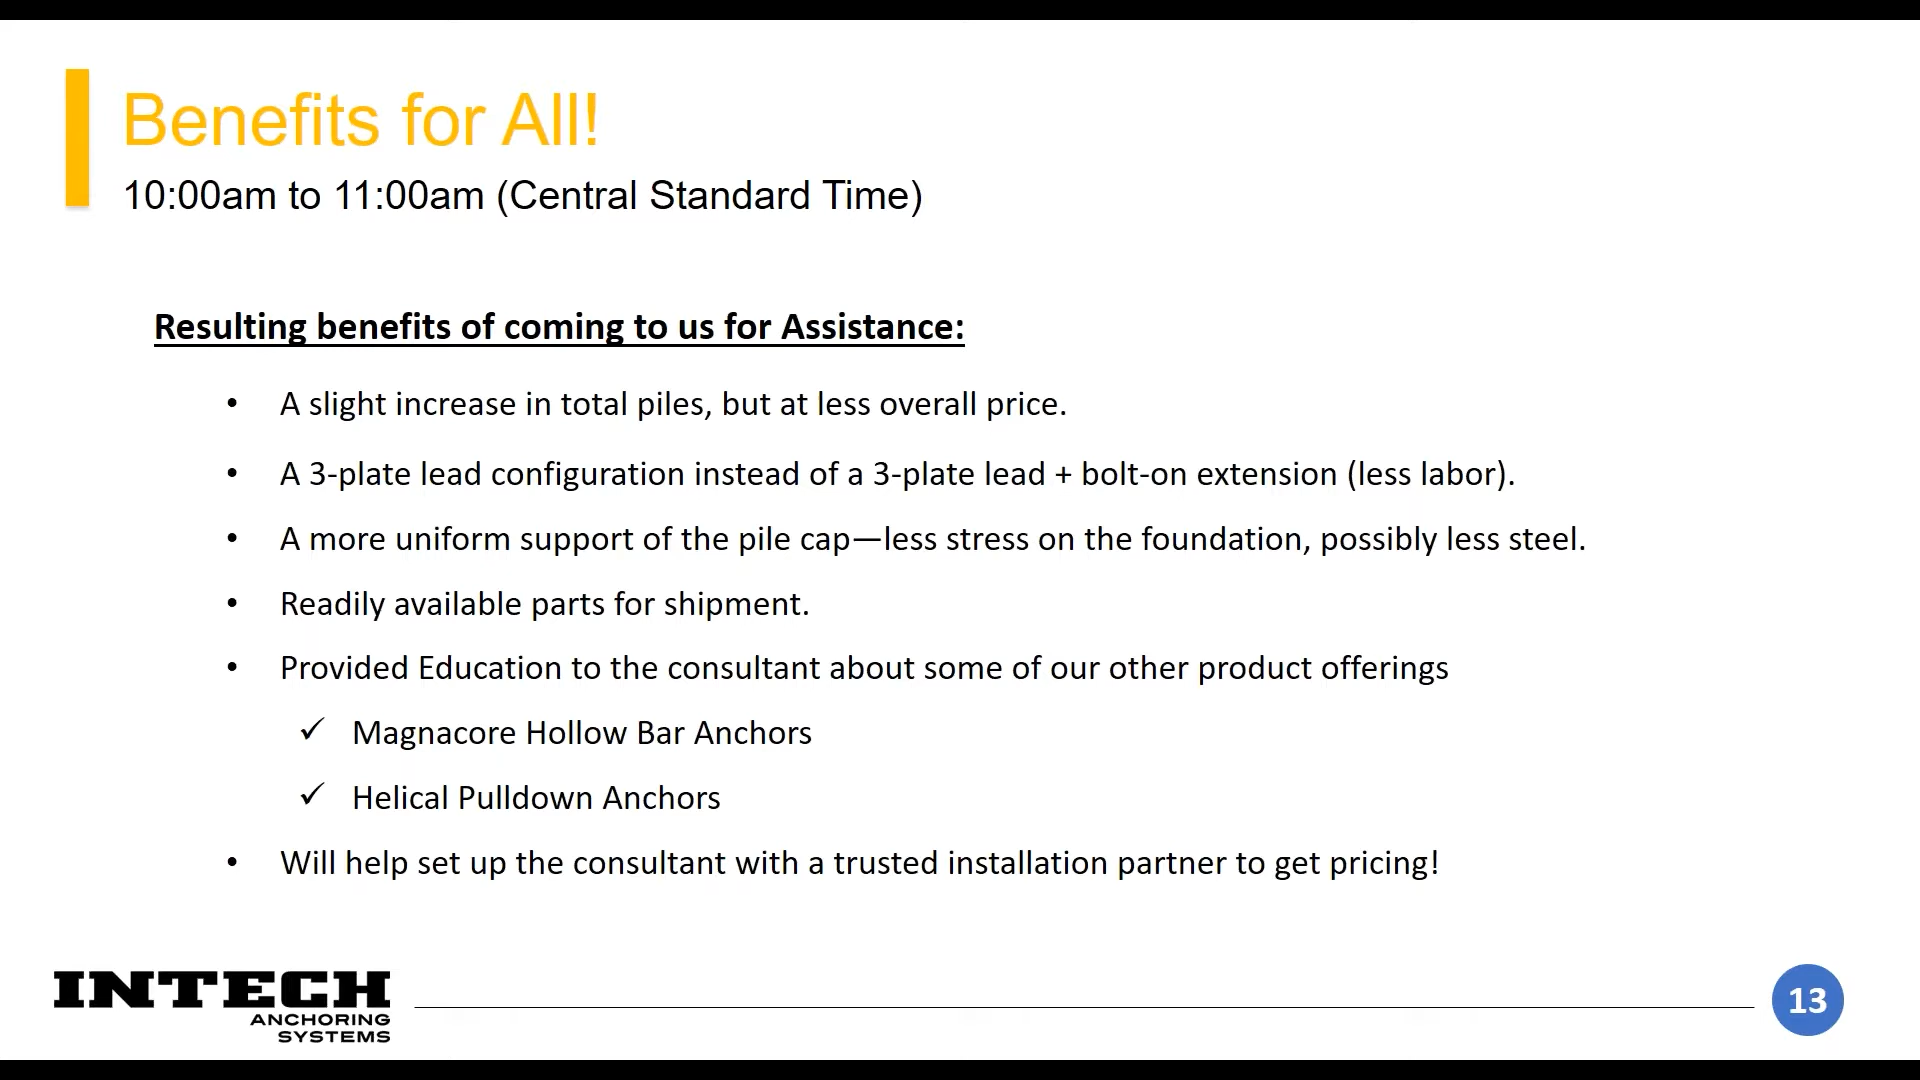 Benefits for All!
10:00am to 11:00am (Central Standard Time)
Resulting benefits of coming to us for Assistance:
• A slight increase in total piles, but at less overall price.
• A 3-plate lead configuration instead of a 3-plate lead + bolt-on extension (less labor).
• A more uniform support of the pile cap—less stress on the foundation, possibly less steel.
• Readily available parts for shipment.
• Provided Education to the consultant about some of our other product offerings
✓ Magnacore Hollow Bar Anchors
✓ Helical Pulldown Anchors
• Will help set up the consultant with a trusted installation partner to get pricing!
INTECH
ANCHORING
SYSTEMS
13